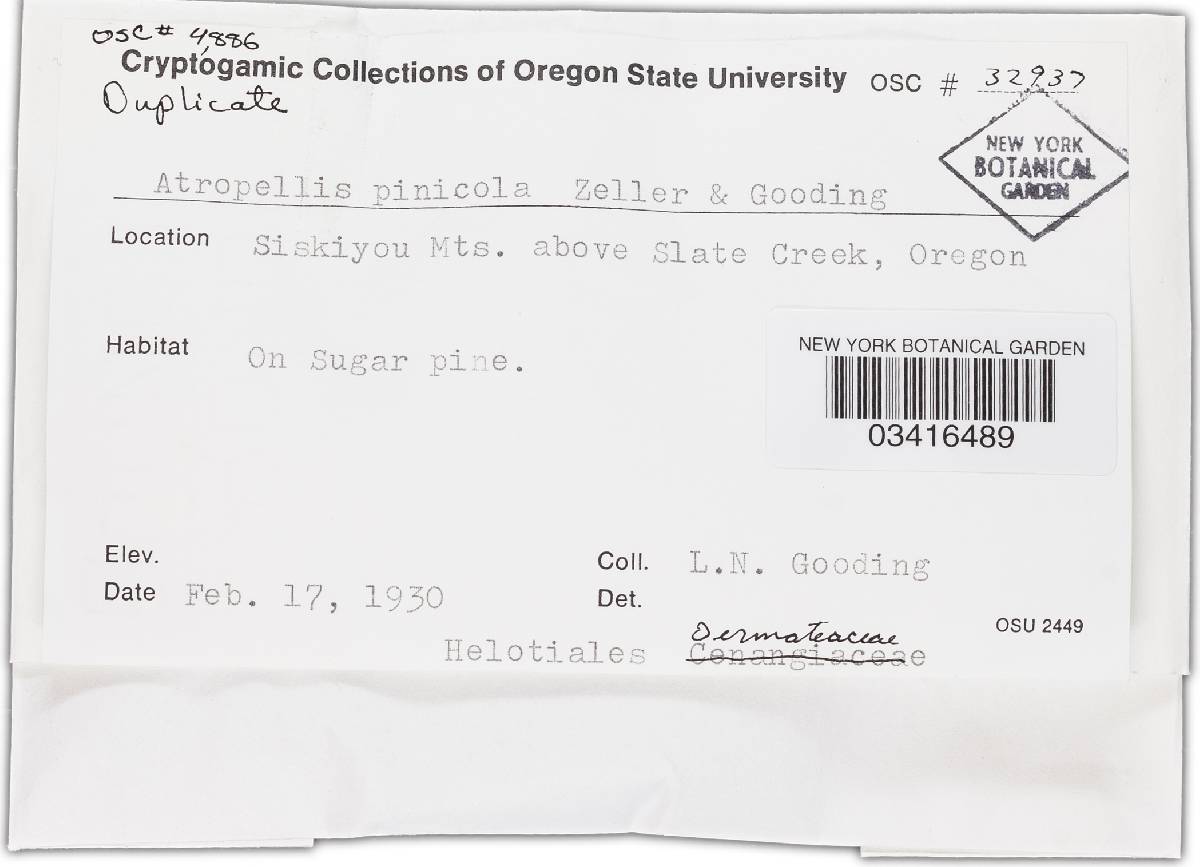 OSC# 4,886
Cryptogamic Collections of Oregon State University OSC # 32937
Duplicate
NEW YORK
BOTANICAL
GARDEN
Atropellis pinicola Zeller & Gooding
Location Siskiyou Mts. above Slate Creek, Oregon
Habitat On Sugar pine.
NEW YORK BOTANICAL GARDEN
03416489
Elev.
Coll. L.N. Gooding
Date Feb. 17, 1930
Det.
OSU 2449
Dermateaceae
Helotiales Cenangiaceae